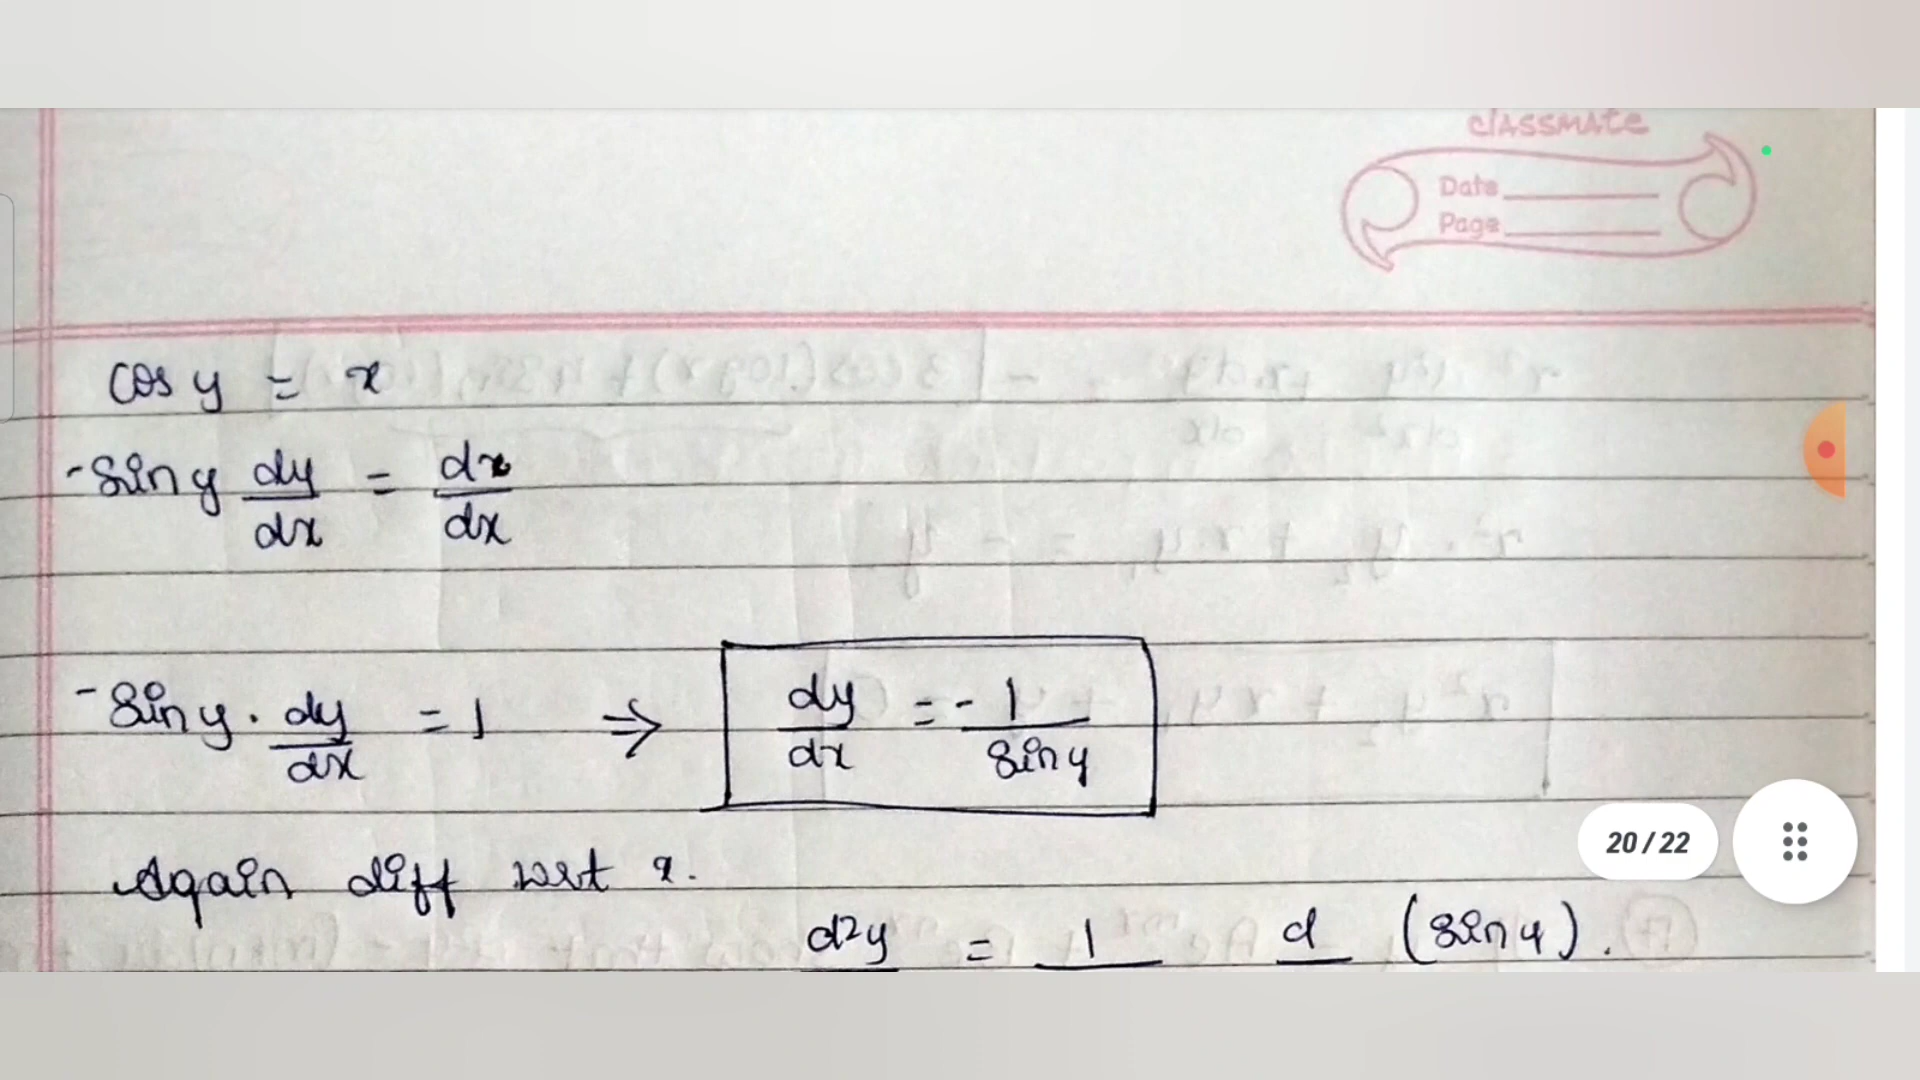 classmate
Date
Page
cos y = x
-sin y dy/dx = dx/dx
-sin y · dy/dx = 1 ⇒ dy/dx = -1/sin y
Again diff wrt x.
d²y = 1 d (sin y).
20 / 22